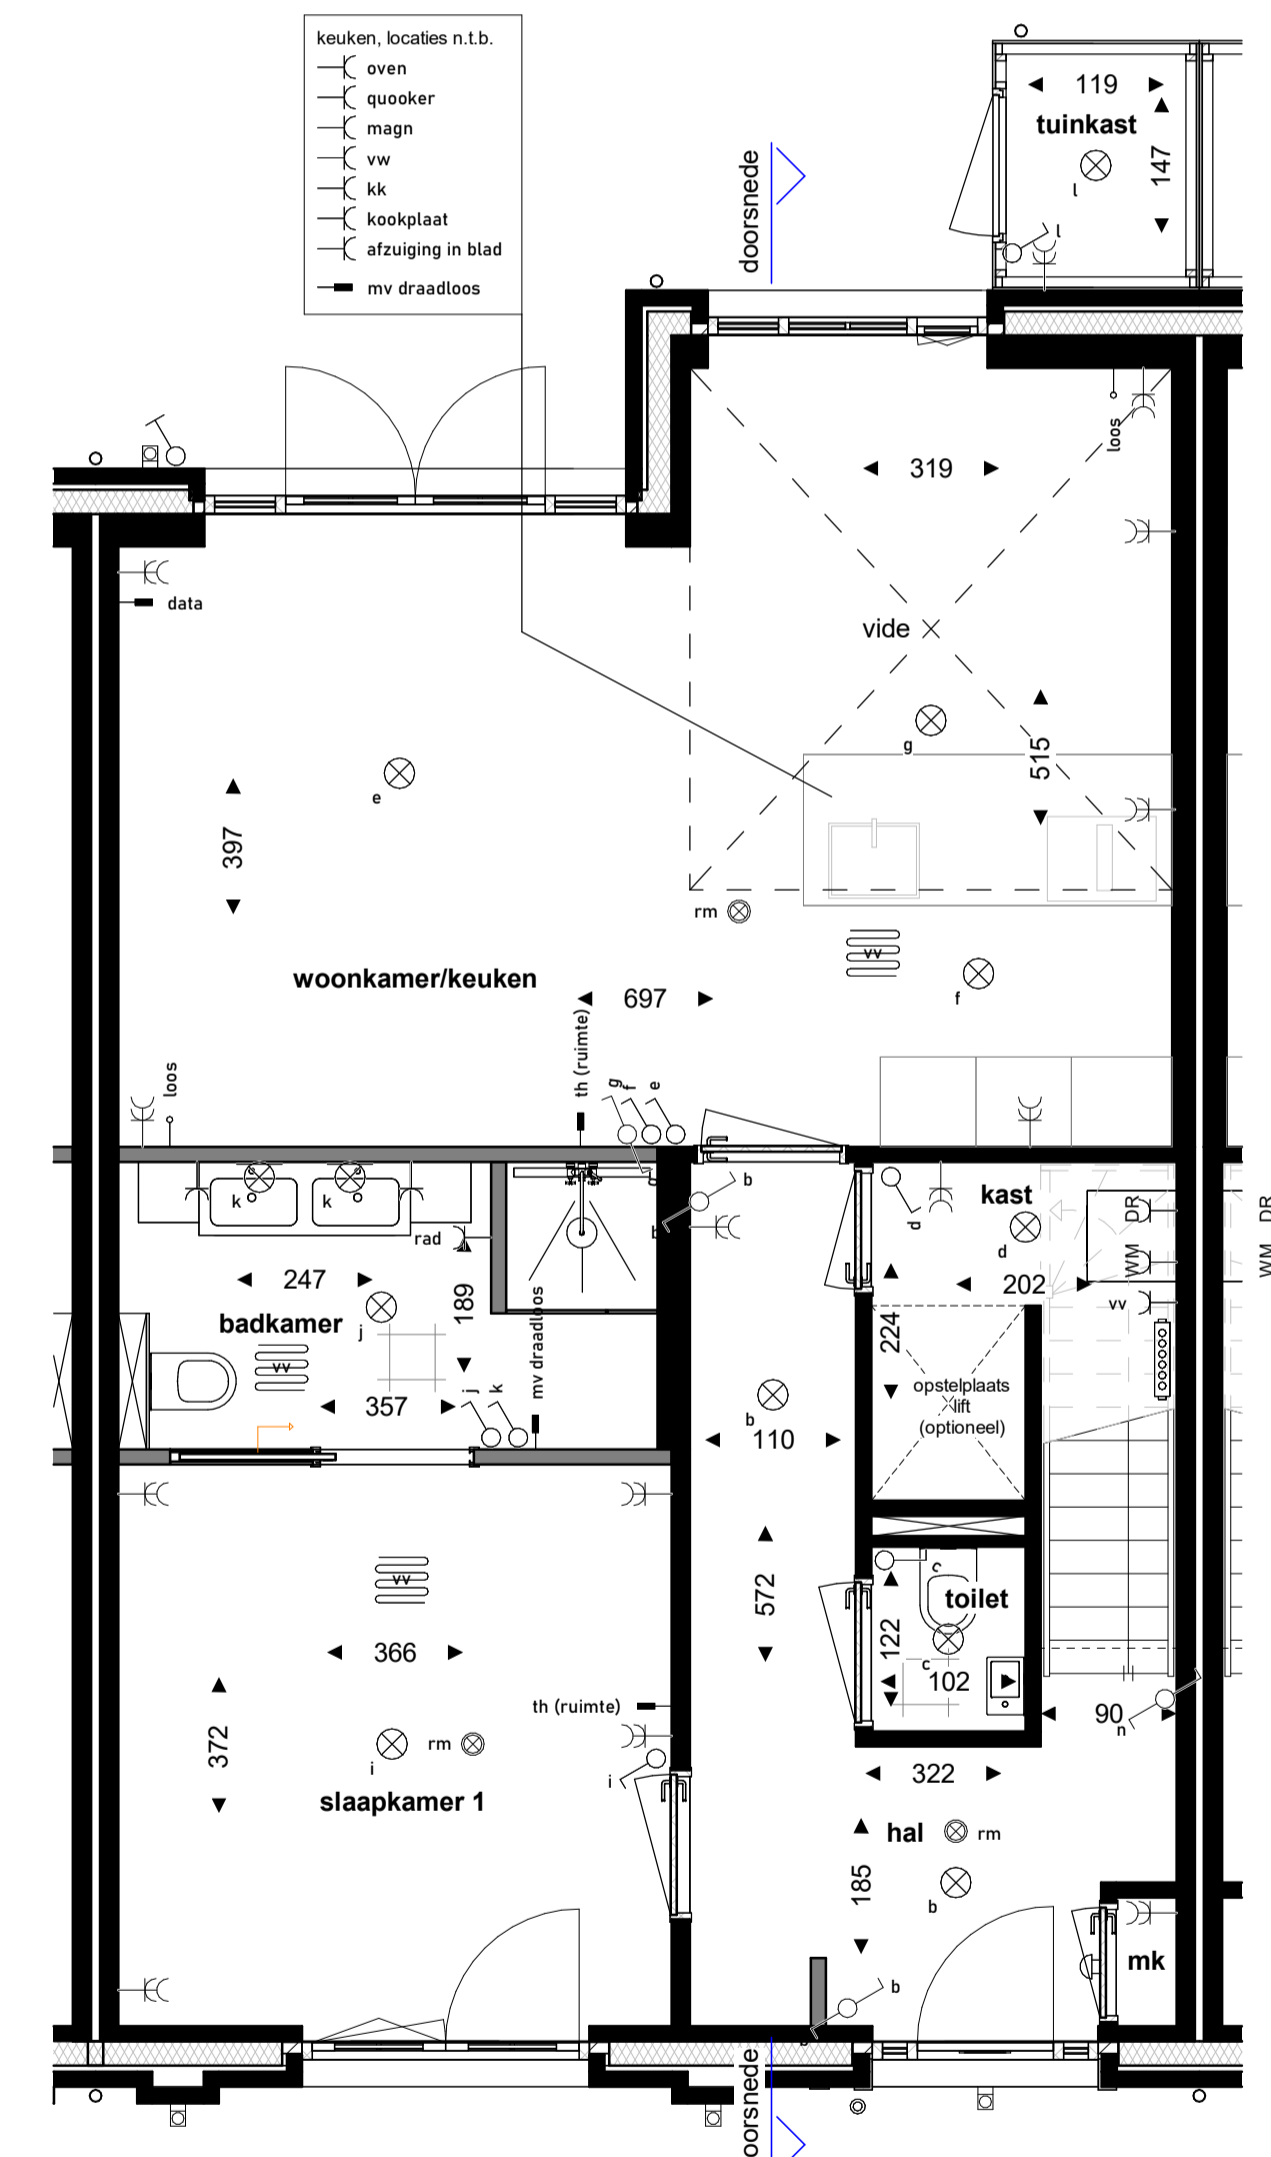 keuken, locaties n.t.b.
oven
quooker
magn
vw
kk
kookplaat
afzuiging in blad
mv draadloos
119
tuinkast
147
l
l
doorsnede
loos
319
data
vide
g
515
e
397
rm
vv
f
woonkamer/keuken
697
th (ruimte)
g
f
e
loos
k
k
b
b
d
kast
d
DR
WM
DR
WM
rad
247
189
202
vv
badkamer
j
vv
mv draadloos
224
opstelplaats
lift
(optioneel)
357
j
k
b
110
vv
572
c
toilet
122
c
102
366
th (ruimte)
90
n
372
i
rm
i
322
slaapkamer 1
hal
rm
185
b
mk
b
oorsnede